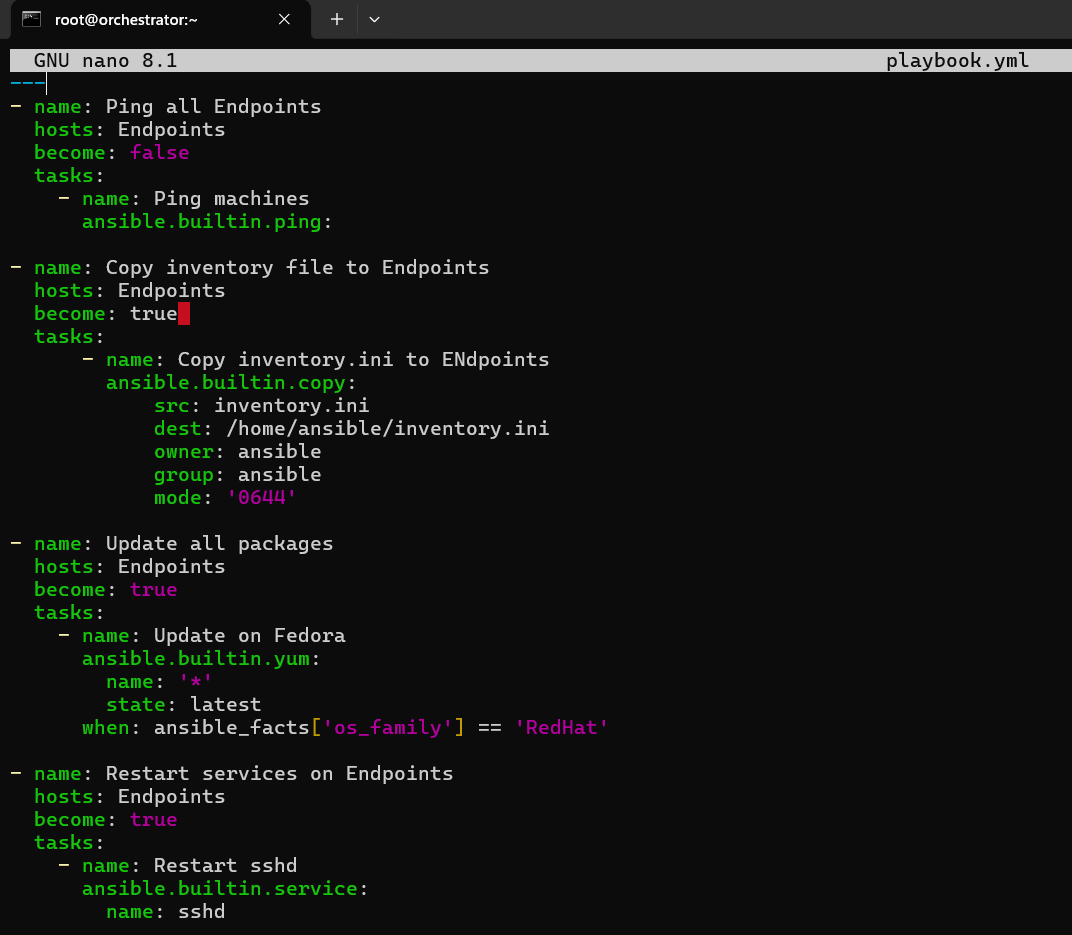 root@orchestrator:~
GNU nano 8.1 playbook.yml
---
- name: Ping all Endpoints
  hosts: Endpoints
  become: false
  tasks:
    - name: Ping machines
      ansible.builtin.ping:

- name: Copy inventory file to Endpoints
  hosts: Endpoints
  become: true
  tasks:
      - name: Copy inventory.ini to ENdpoints
        ansible.builtin.copy:
            src: inventory.ini
            dest: /home/ansible/inventory.ini
            owner: ansible
            group: ansible
            mode: '0644'

- name: Update all packages
  hosts: Endpoints
  become: true
  tasks:
    - name: Update on Fedora
      ansible.builtin.yum:
        name: '*'
        state: latest
      when: ansible_facts['os_family'] == 'RedHat'

- name: Restart services on Endpoints
  hosts: Endpoints
  become: true
  tasks:
    - name: Restart sshd
      ansible.builtin.service:
        name: sshd